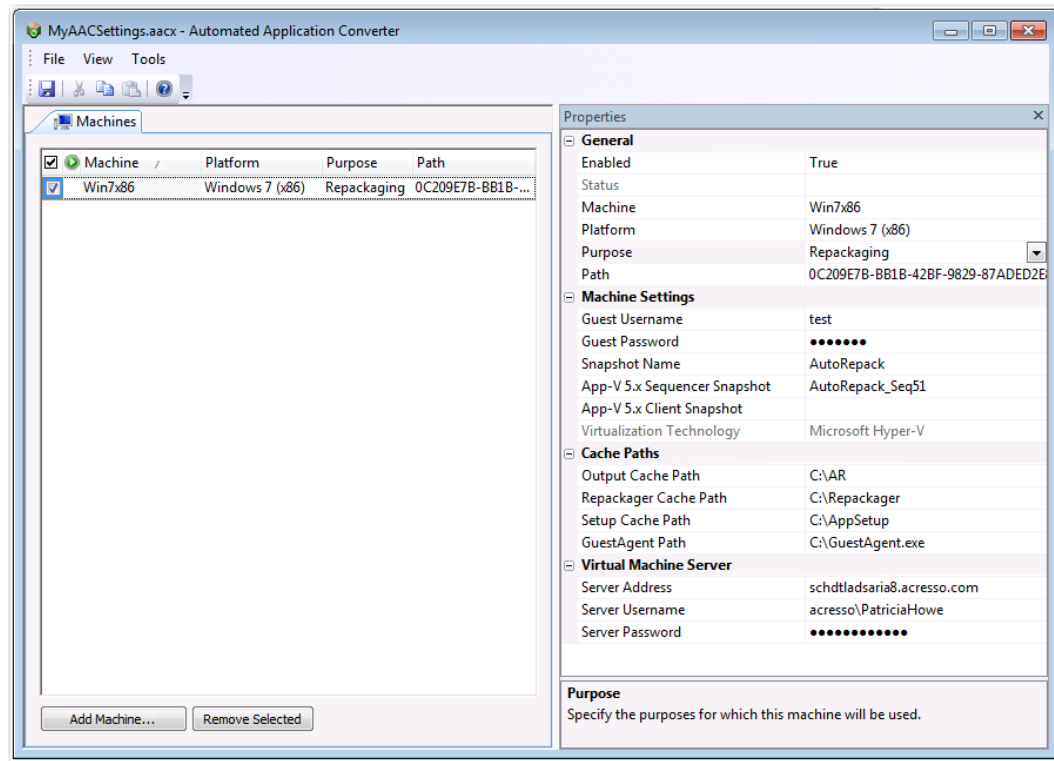 MyAACSettings.aacx - Automated Application Converter
File View Tools
Machines
Machine Platform Purpose Path
Win7x86 Windows 7 (x86) Repackaging 0C209E7B-BB1B-...
Add Machine... Remove Selected
Properties
General
Enabled True
Status
Machine Win7x86
Platform Windows 7 (x86)
Purpose Repackaging
Path 0C209E7B-BB1B-42BF-9829-87ADED2E
Machine Settings
Guest Username test
Guest Password ●●●●●●●
Snapshot Name AutoRepack
App-V 5.x Sequencer Snapshot AutoRepack_Seq51
App-V 5.x Client Snapshot
Virtualization Technology Microsoft Hyper-V
Cache Paths
Output Cache Path C:\AR
Repackager Cache Path C:\Repackager
Setup Cache Path C:\AppSetup
GuestAgent Path C:\GuestAgent.exe
Virtual Machine Server
Server Address schdtladsaria8.acresso.com
Server Username acresso\PatriciaHowe
Server Password ●●●●●●●●●●●●
Purpose
Specify the purposes for which this machine will be used.